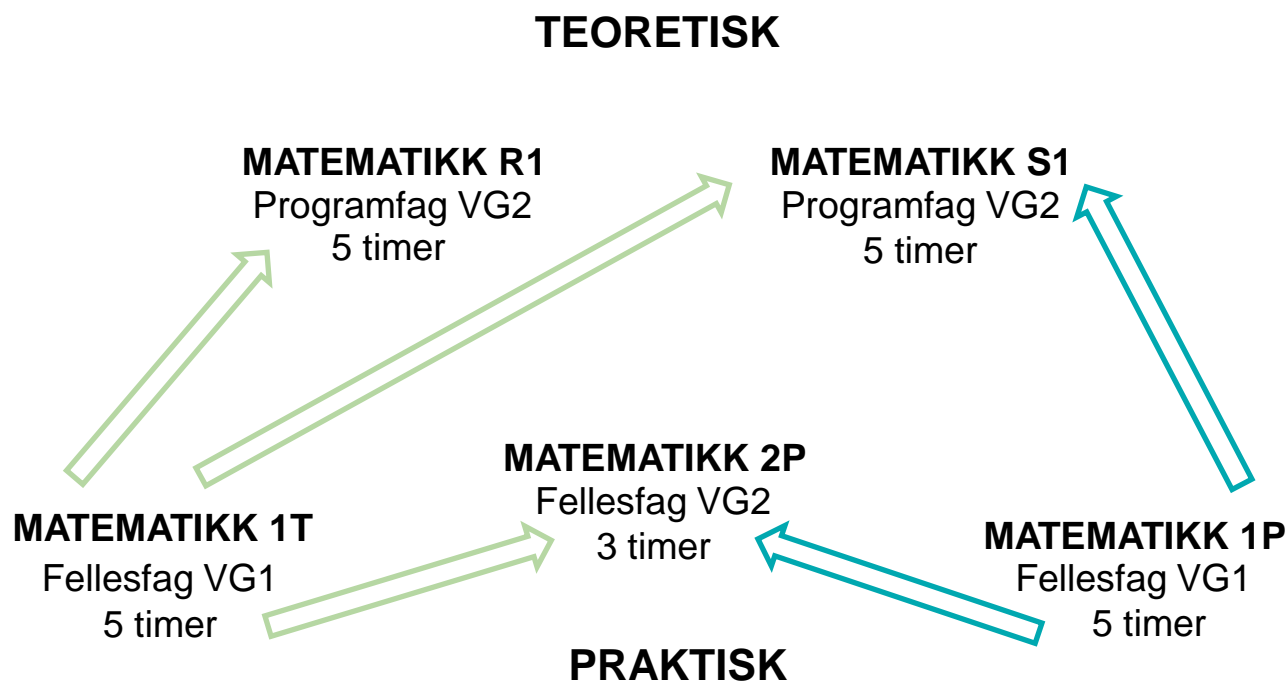 TEORETISK
MATEMATIKK R1
Programfag VG2
5 timer
MATEMATIKK S1
Programfag VG2
5 timer
MATEMATIKK 2P
Fellesfag VG2
3 timer
MATEMATIKK 1T
Fellesfag VG1
5 timer
MATEMATIKK 1P
Fellesfag VG1
5 timer
PRAKTISK